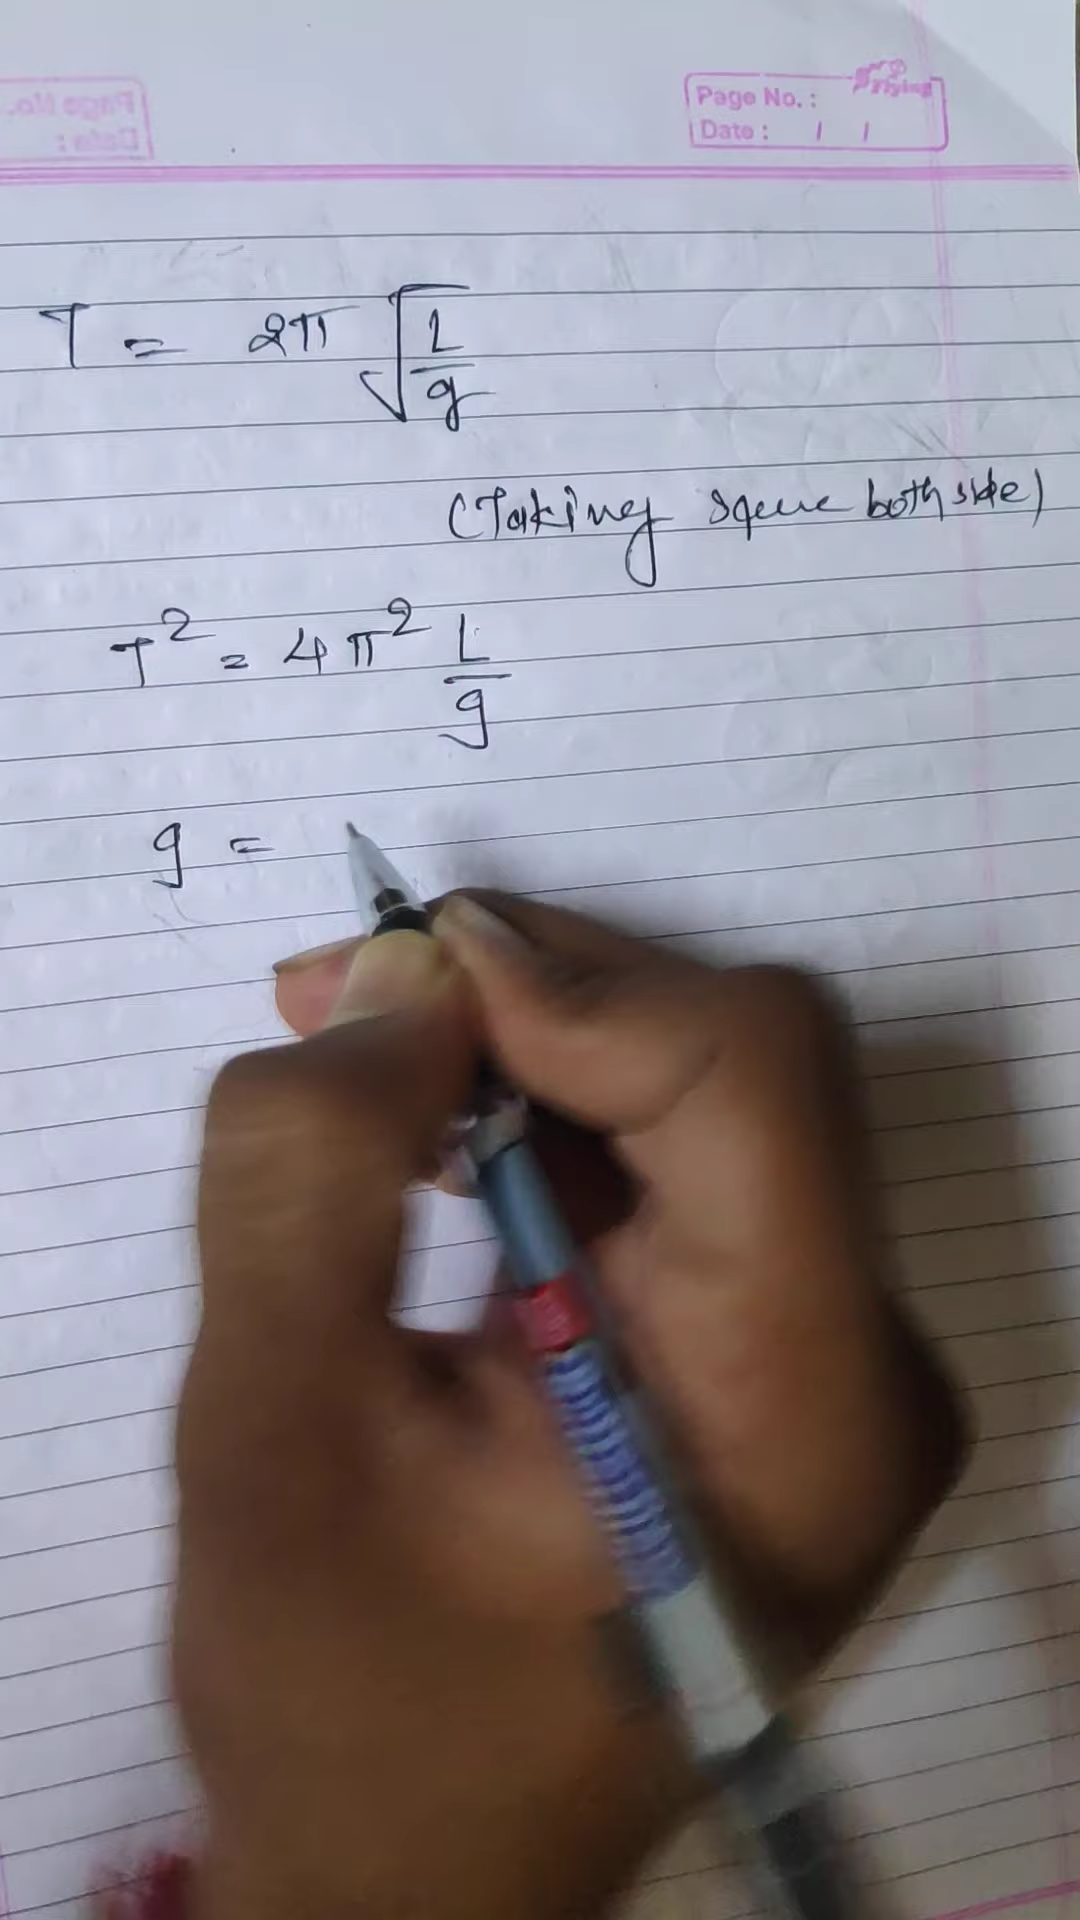 Page No. :
Date : / /
T = 2π √(L/g)
(Taking squre both side)
T² = 4π² L/g
g =